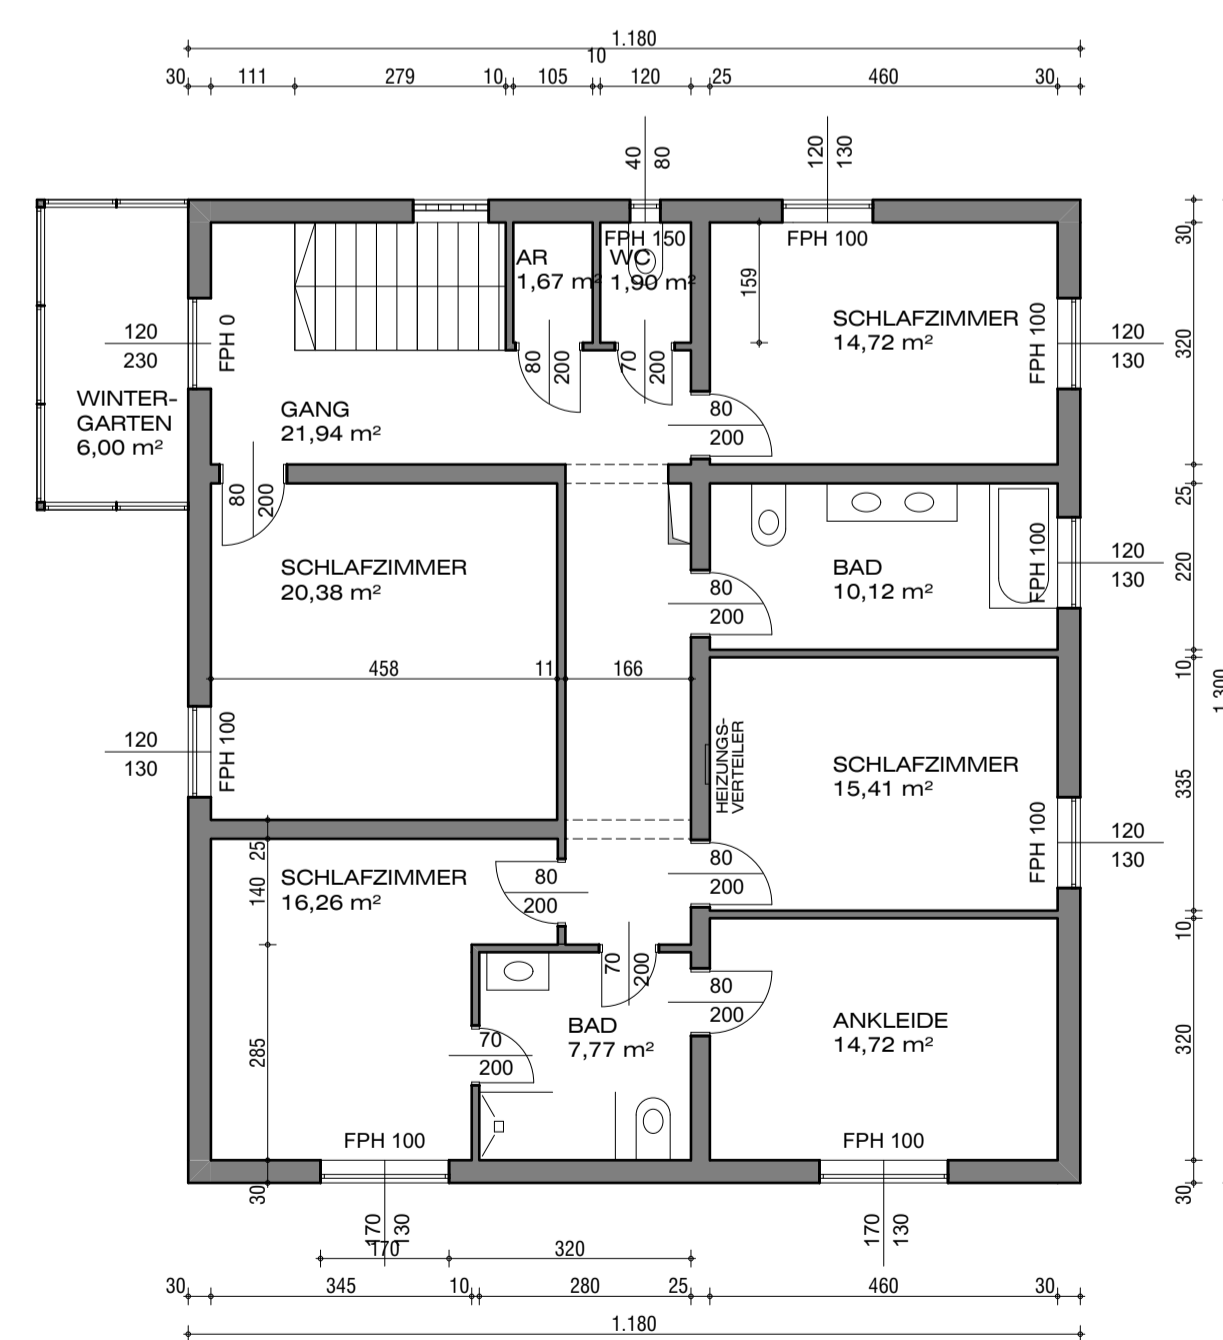 1.180
10
30 111 279 10 105 120 25 460 30
40
80
120
130
FPH 150
FPH 100
AR
1,67 m²
WC
1,90 m²
159
30
SCHLAFZIMMER
14,72 m²
FPH 100
120
130
320
120
230
FPH 0
WINTER-
GARTEN
6,00 m²
GANG
21,94 m²
80
200
70
200
80
200
80
200
25
SCHLAFZIMMER
20,38 m²
BAD
10,12 m²
FPH 100
120
130
220
80
200
458 11 166
10
1.300
120
130
FPH 100
HEIZUNGS-
VERTEILER
SCHLAFZIMMER
15,41 m²
335
FPH 100
120
130
25
140
SCHLAFZIMMER
16,26 m²
80
200
80
200
10
70
200
80
200
BAD
7,77 m²
ANKLEIDE
14,72 m²
320
285
70
200
FPH 100
FPH 100
30
30
170
130
170
130
170 320
30 345 10 280 25 460 30
1.180